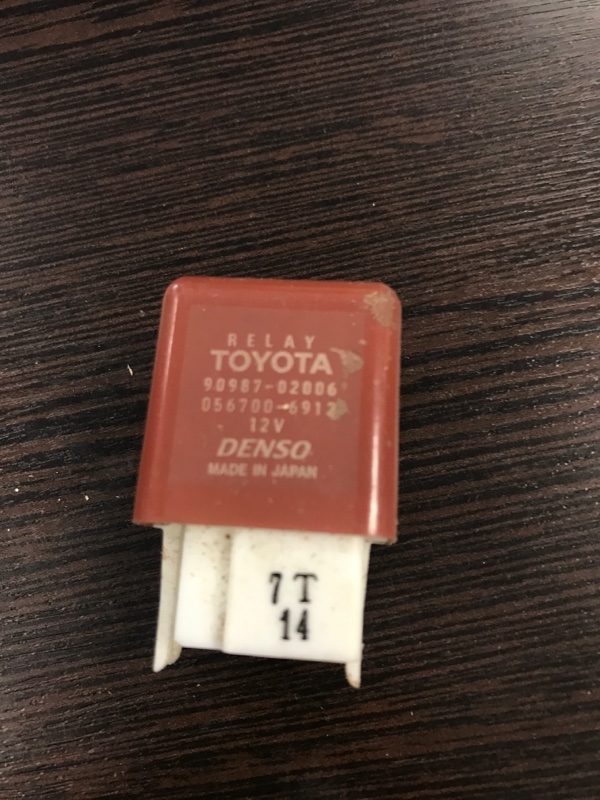 RELAY
TOYOTA
90987-02006
056700-6912
12V
DENSO
MADE IN JAPAN
7T
14